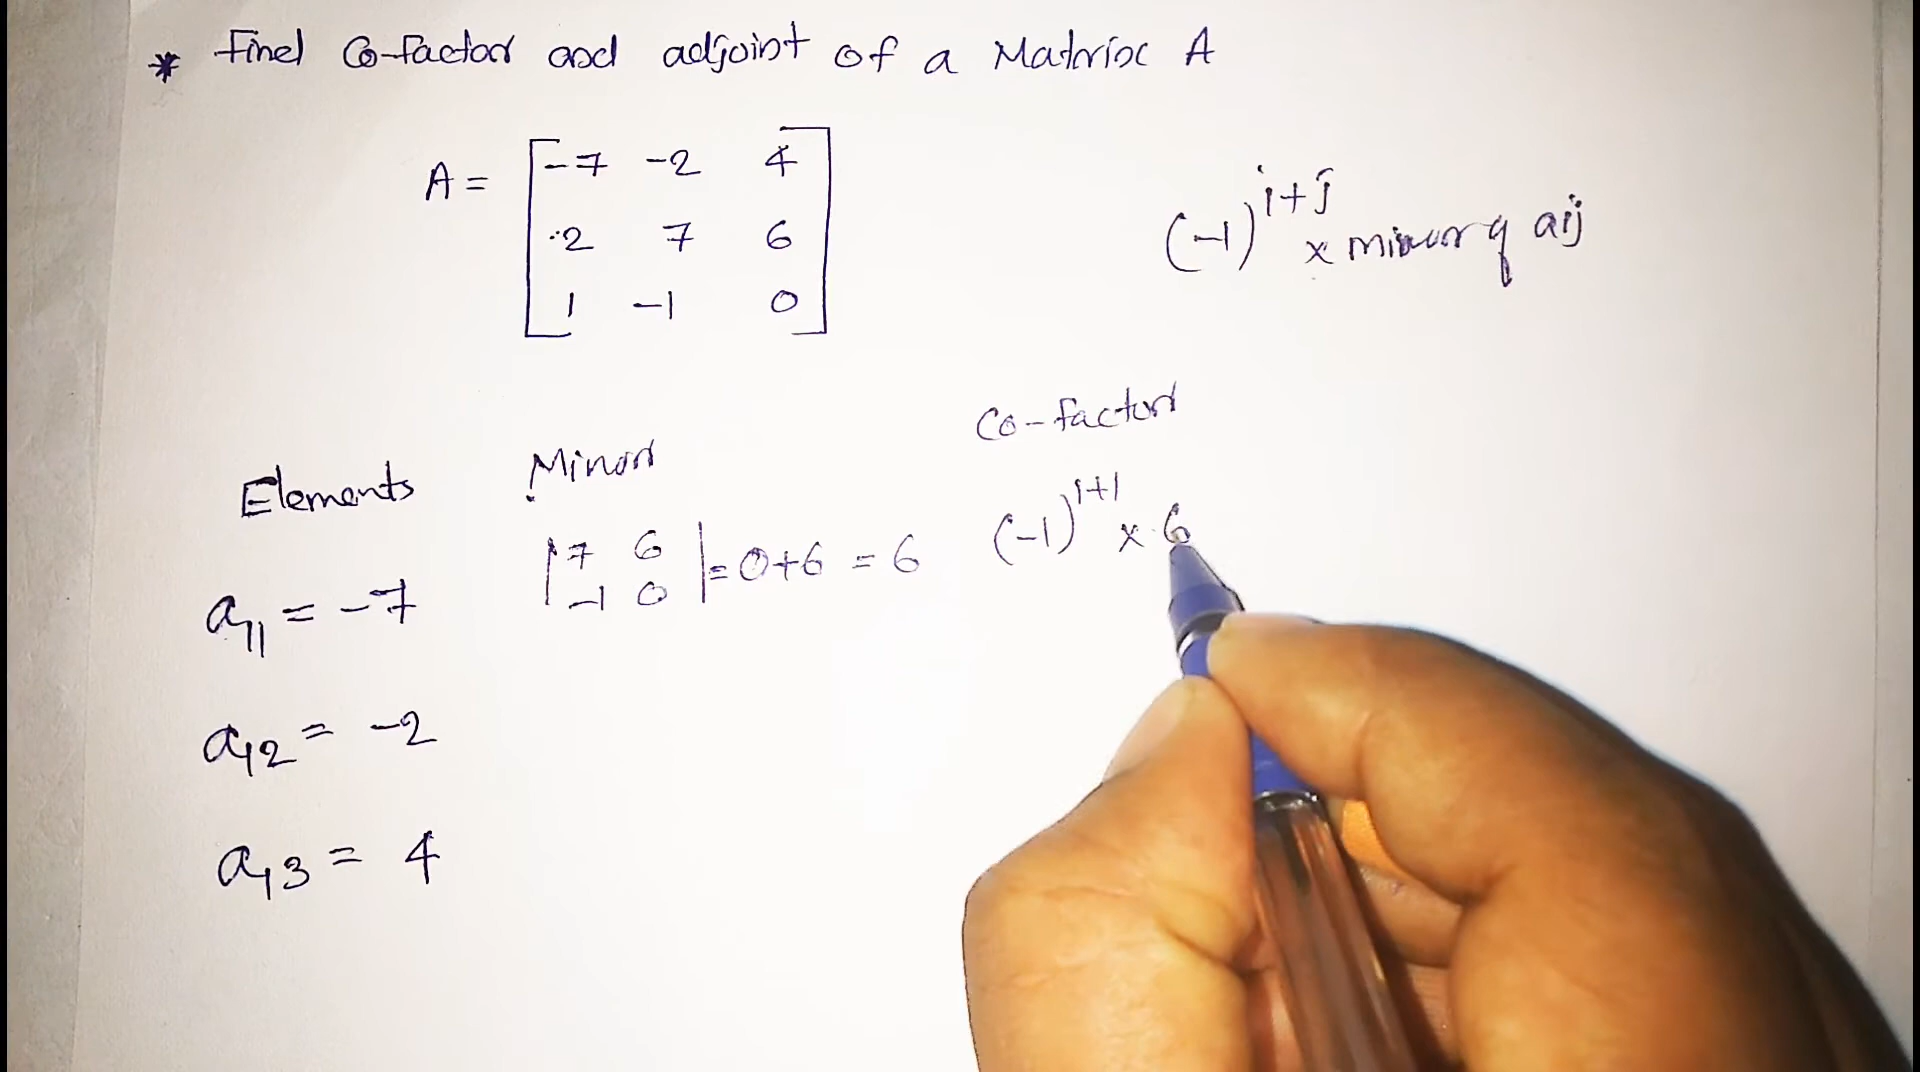 * Find Co-factor and adjoint of a Matrix A
A = [ -7 -2 4
2 7 6
1 -1 0 ]
(-1)^i+j x minor of aij
Elements Minor Co-factor
a11 = -7 | 7 6
-1 0 | = 0+6 = 6 (-1)^1+1 x 6
a12 = -2
a13 = 4